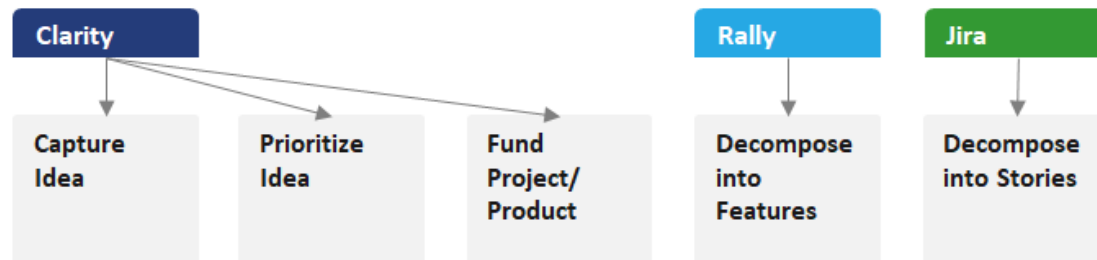 Clarity
Rally
Jira
Capture
Idea
Prioritize
Idea
Fund
Project/
Product
Decompose
into
Features
Decompose
into Stories